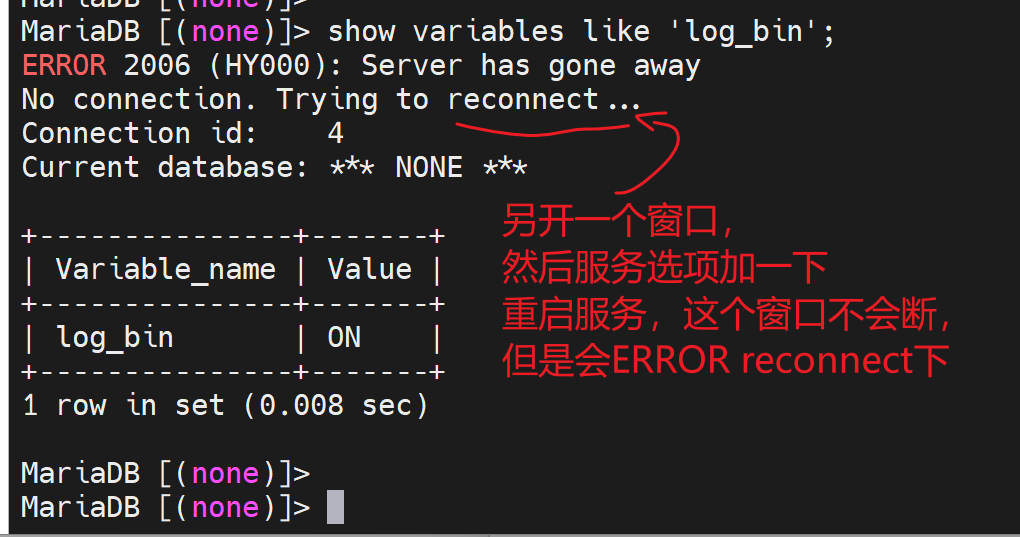 MariaDB [(none)]>
MariaDB [(none)]> show variables like 'log_bin';
ERROR 2006 (HY000): Server has gone away
No connection. Trying to reconnect...
Connection id:    4
Current database: *** NONE ***
+---------------+-------+
| Variable_name | Value |
+---------------+-------+
| log_bin       | ON    |
+---------------+-------+
1 row in set (0.008 sec)
MariaDB [(none)]>
MariaDB [(none)]>
另开一个窗口，
然后服务选项加一下
重启服务，这个窗口不会断，
但是会ERROR reconnect下